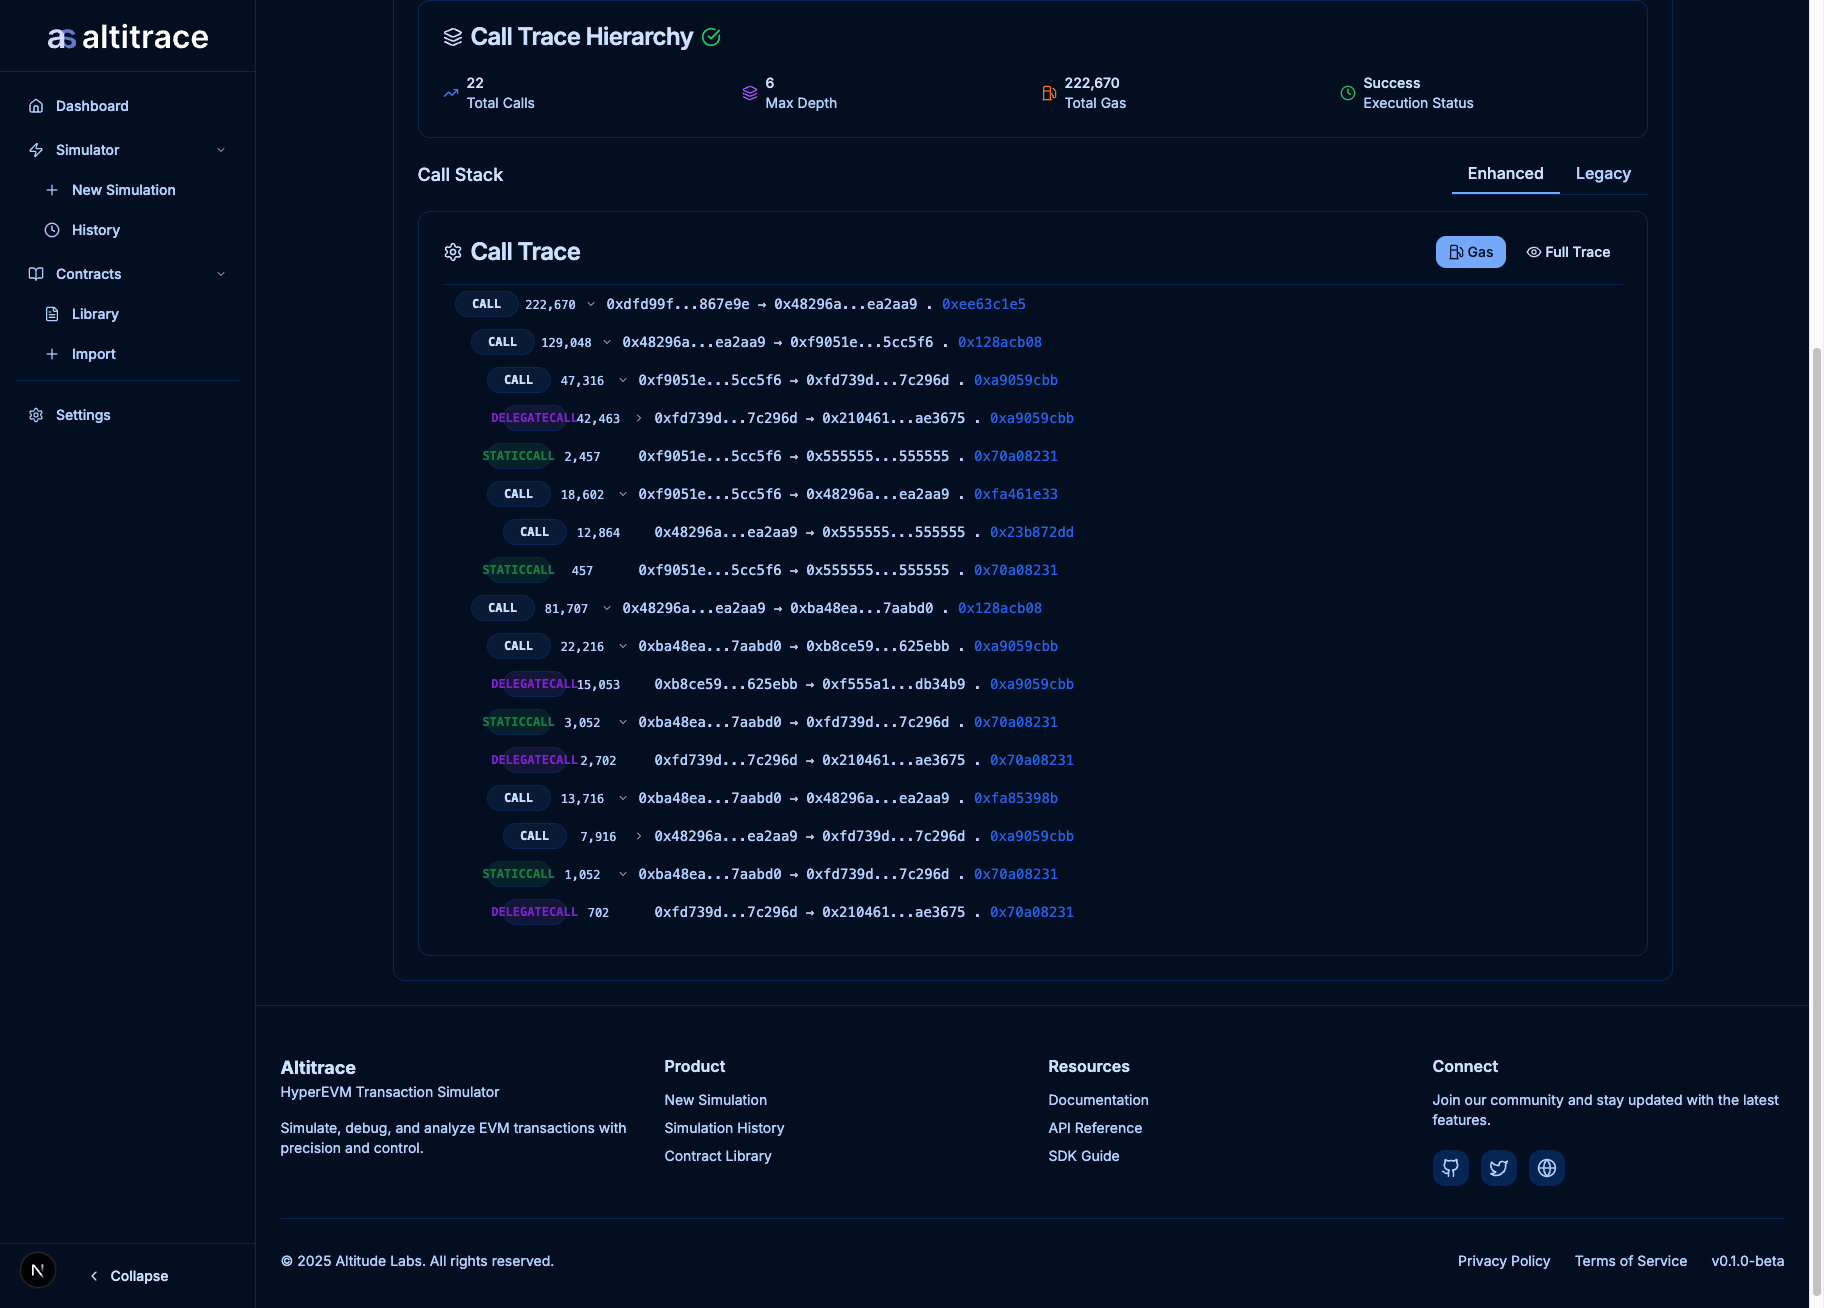 as altitrace
Dashboard
Simulator
New Simulation
History
Contracts
Library
Import
Settings
Collapse
N
Call Trace Hierarchy
22
Total Calls
6
Max Depth
222,670
Total Gas
Success
Execution Status
Call Stack
Enhanced
Legacy
Call Trace
Gas
Full Trace
CALL 222,670 0xdfd99f...867e9e → 0x48296a...ea2aa9 . 0xee63c1e5
CALL 129,048 0x48296a...ea2aa9 → 0xf9051e...5cc5f6 . 0x128acb08
CALL 47,316 0xf9051e...5cc5f6 → 0xfd739d...7c296d . 0xa9059cbb
DELEGATECALL 42,463 0xfd739d...7c296d → 0x210461...ae3675 . 0xa9059cbb
STATICCALL 2,457 0xf9051e...5cc5f6 → 0x555555...555555 . 0x70a08231
CALL 18,602 0xf9051e...5cc5f6 → 0x48296a...ea2aa9 . 0xfa461e33
CALL 12,864 0x48296a...ea2aa9 → 0x555555...555555 . 0x23b872dd
STATICCALL 457 0xf9051e...5cc5f6 → 0x555555...555555 . 0x70a08231
CALL 81,707 0x48296a...ea2aa9 → 0xba48ea...7aabd0 . 0x128acb08
CALL 22,216 0xba48ea...7aabd0 → 0xb8ce59...625ebb . 0xa9059cbb
DELEGATECALL 15,053 0xb8ce59...625ebb → 0xf555a1...db34b9 . 0xa9059cbb
STATICCALL 3,052 0xba48ea...7aabd0 → 0xfd739d...7c296d . 0x70a08231
DELEGATECALL 2,702 0xfd739d...7c296d → 0x210461...ae3675 . 0x70a08231
CALL 13,716 0xba48ea...7aabd0 → 0x48296a...ea2aa9 . 0xfa85398b
CALL 7,916 0x48296a...ea2aa9 → 0xfd739d...7c296d . 0xa9059cbb
STATICCALL 1,052 0xba48ea...7aabd0 → 0xfd739d...7c296d . 0x70a08231
DELEGATECALL 702 0xfd739d...7c296d → 0x210461...ae3675 . 0x70a08231
Altitrace
HyperEVM Transaction Simulator
Simulate, debug, and analyze EVM transactions with
precision and control.
Product
New Simulation
Simulation History
Contract Library
Resources
Documentation
API Reference
SDK Guide
Connect
Join our community and stay updated with the latest
features.
© 2025 Altitude Labs. All rights reserved.
Privacy Policy
Terms of Service
v0.1.0-beta